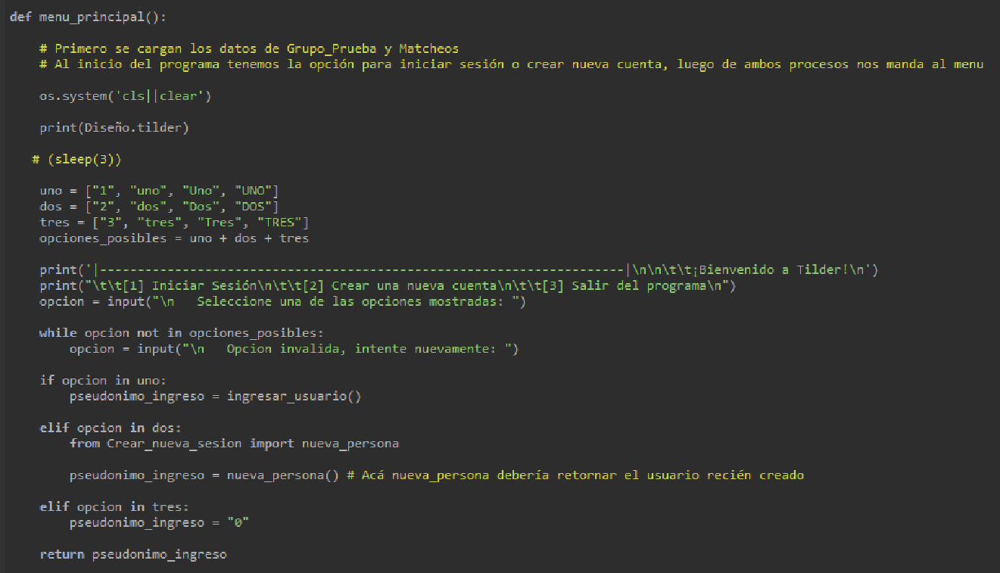 def menu_principal():
    # Primero se cargan los datos de Grupo_Prueba y Matcheos
    # Al inicio del programa tenemos la opción para iniciar sesión o crear nueva cuenta, luego de ambos procesos nos manda al menu
    os.system('cls||clear')
    print(Diseño.tilder)
   # (sleep(3))
    uno = ["1", "uno", "Uno", "UNO"]
    dos = ["2", "dos", "Dos", "DOS"]
    tres = ["3", "tres", "Tres", "TRES"]
    opciones_posibles = uno + dos + tres
    print('|----------------------------------------------------------------------|\n\n\t\t¡Bienvenido a Tilder!\n')
    print("\t\t[1] Iniciar Sesión\n\t\t[2] Crear una nueva cuenta\n\t\t[3] Salir del programa\n")
    opcion = input("\n   Seleccione una de las opciones mostradas: ")
    while opcion not in opciones_posibles:
        opcion = input("\n   Opcion invalida, intente nuevamente: ")
    if opcion in uno:
        pseudonimo_ingreso = ingresar_usuario()
    elif opcion in dos:
        from Crear_nueva_sesion import nueva_persona
        pseudonimo_ingreso = nueva_persona() # Acá nueva_persona debería retornar el usuario recién creado
    elif opcion in tres:
        pseudonimo_ingreso = "0"
    return pseudonimo_ingreso